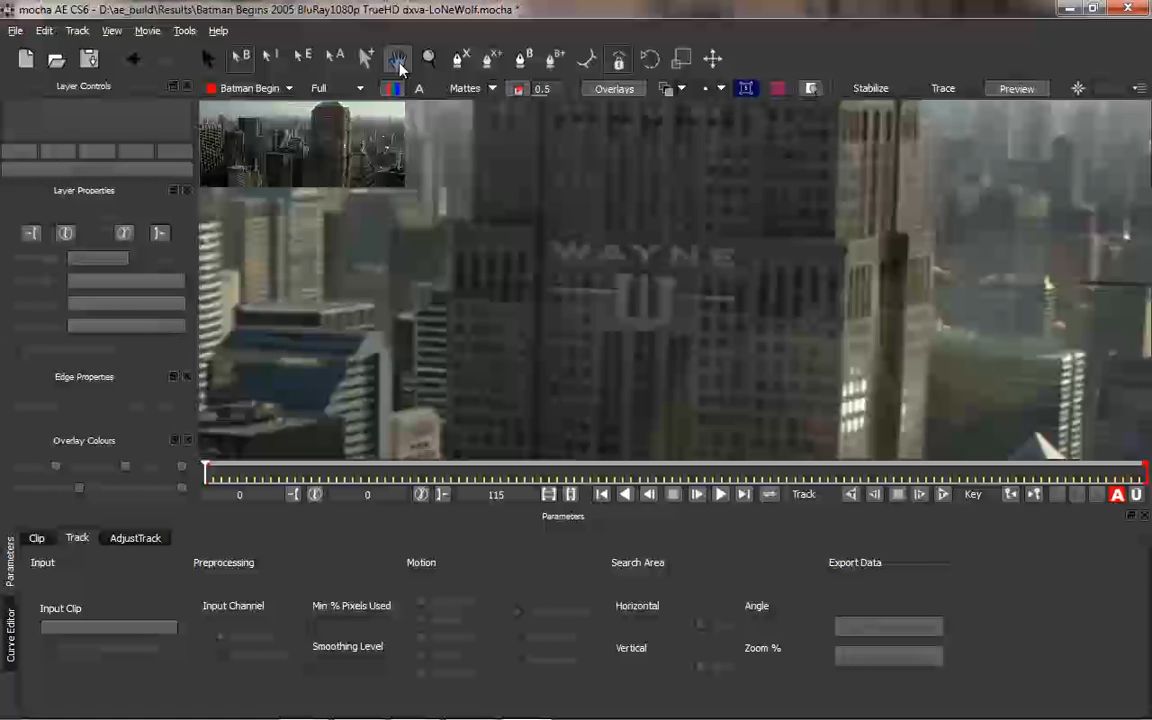 mocha AE CS6 - D:\ae_build\Results\Batman Begins 2005 BluRay1080p TrueHD dxva-LoNeWolf.mocha *
File Edit Track View Movie Tools Help
B I E A X X+ B B+
Layer Controls
Batman Begin Full A Mattes 0.5 Overlays Stabilize Trace Preview
Layer Properties
WAYNE
Edge Properties
Overlay Colours
0 0 115 Track Key A Ü
Parameters
Clip Track AdjustTrack
Parameters
Curve Editor
Input Preprocessing Motion Search Area Export Data
Input Clip Input Channel Min % Pixels Used Horizontal Angle
Smoothing Level Vertical Zoom %